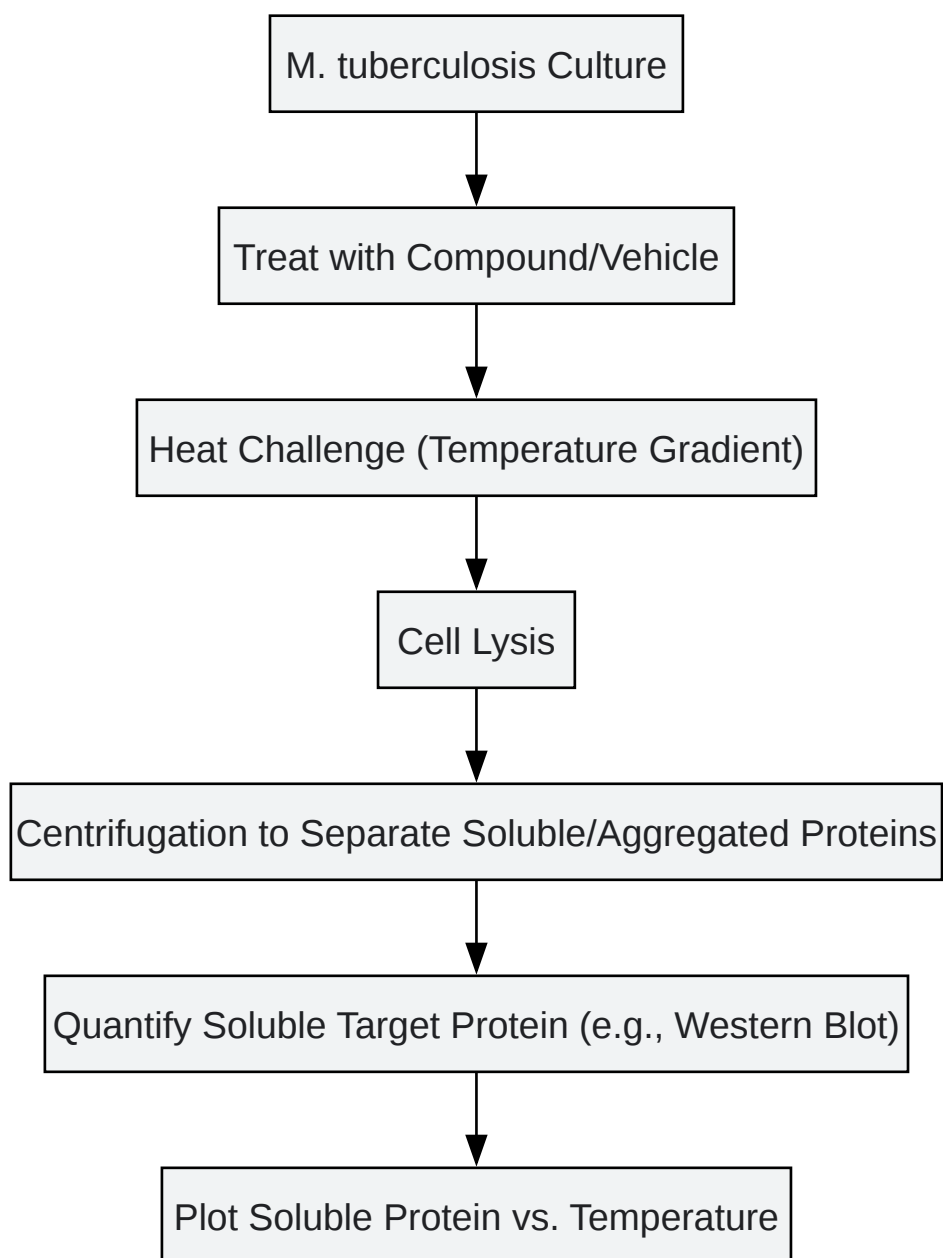 M. tuberculosis Culture
Treat with Compound/Vehicle
Heat Challenge (Temperature Gradient)
Cell Lysis
Centrifugation to Separate Soluble/Aggregated Proteins
Quantify Soluble Target Protein (e.g., Western Blot)
Plot Soluble Protein vs. Temperature